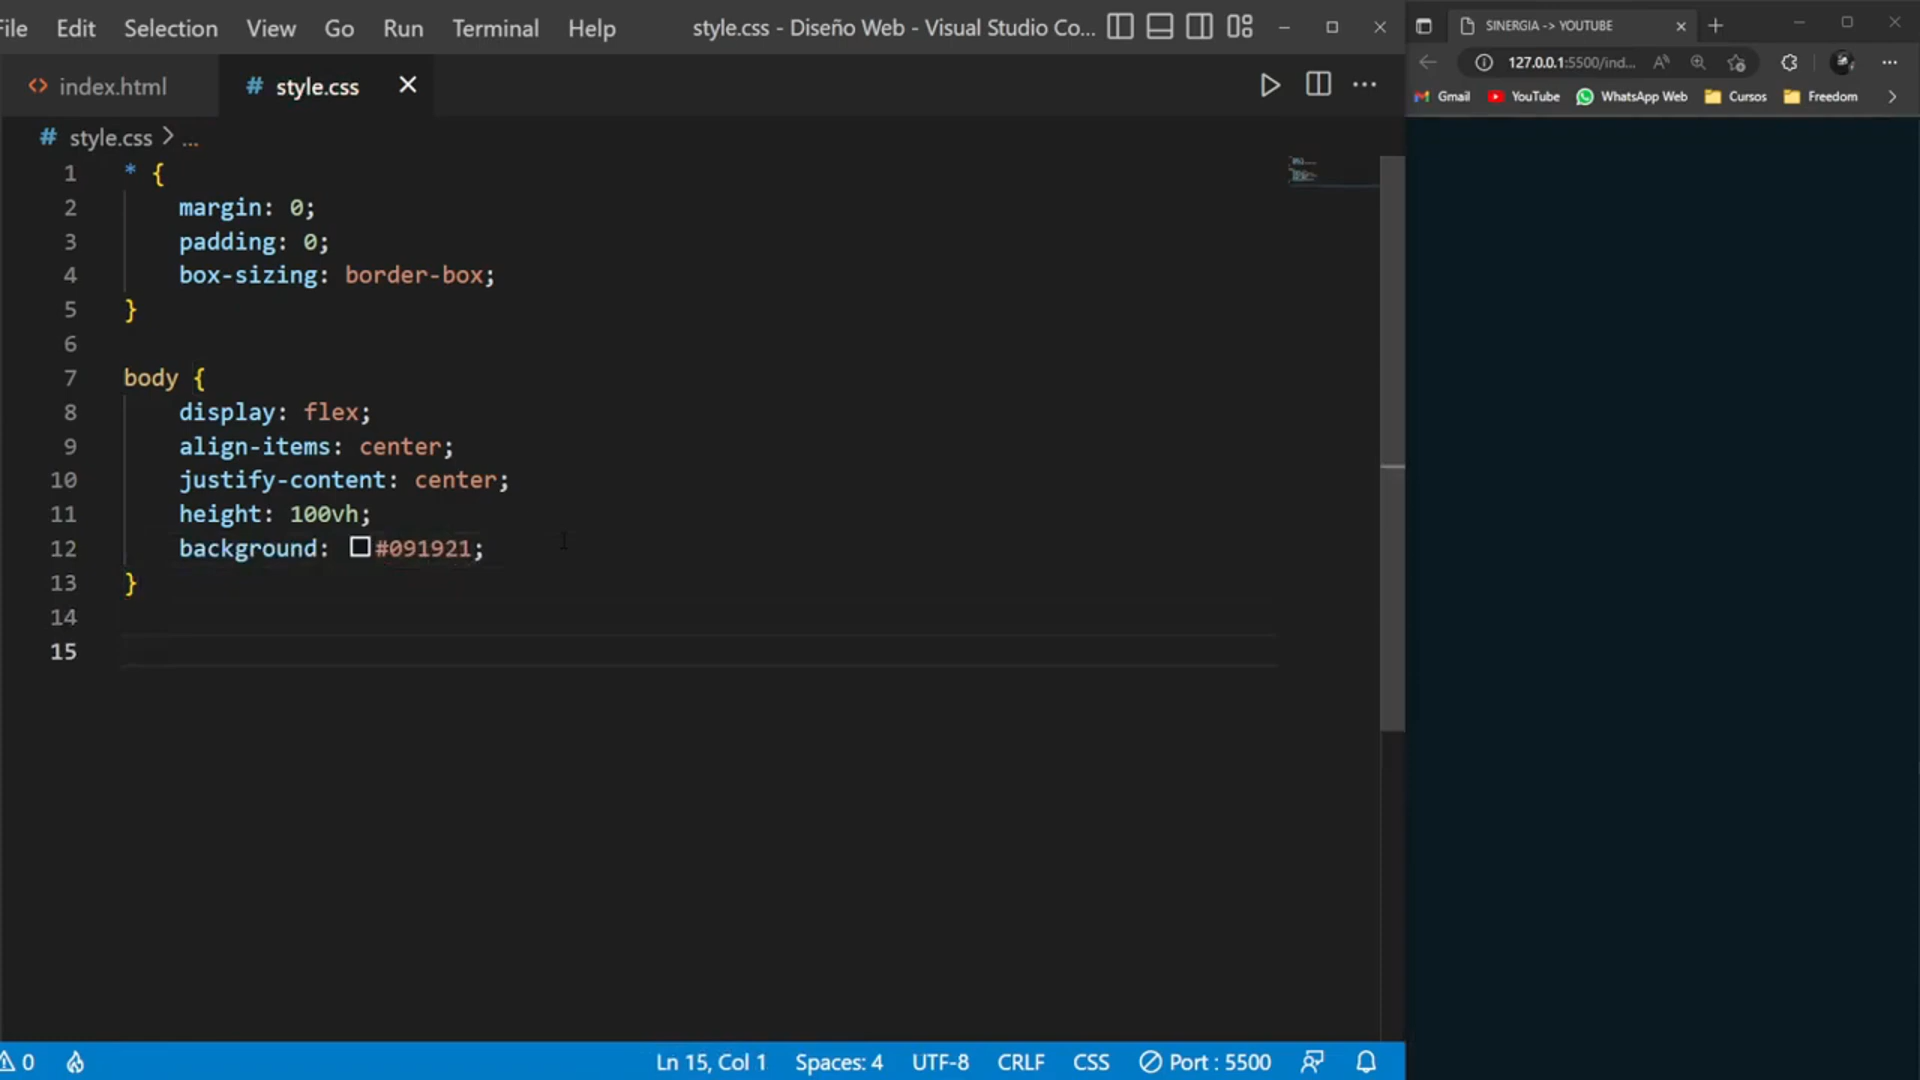 File Edit Selection View Go Run Terminal Help style.css - Diseño Web - Visual Studio Co...
index.html # style.css
# style.css > ...
1 * {
2 margin: 0;
3 padding: 0;
4 box-sizing: border-box;
5 }
6
7 body {
8 display: flex;
9 align-items: center;
10 justify-content: center;
11 height: 100vh;
12 background: #091921;
13 }
14
15
0 Ln 15, Col 1 Spaces: 4 UTF-8 CRLF CSS Port : 5500
SINERGIA -> YOUTUBE
127.0.0.1:5500/ind...
Gmail YouTube WhatsApp Web Cursos Freedom